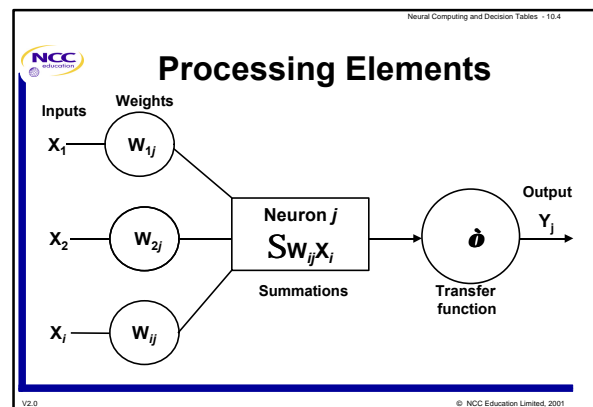 Neural Computing and Decision Tables - 10.4
NCC
education
Processing Elements
Inputs
Weights
X1
W1j
X2
W2j
Xi
Wij
Neuron j
SWijXi
Summations
ò
Transfer
function
Output
Yj
V2.0
© NCC Education Limited, 2001